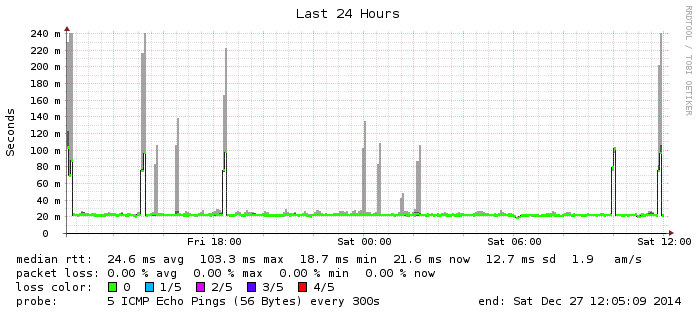 Last 24 Hours
RRDTOOL / TOBI OETIKER
Seconds
240 m
220 m
200 m
180 m
160 m
140 m
120 m
100 m
80 m
60 m
40 m
20 m
0
Fri 18:00 Sat 00:00 Sat 06:00 Sat 12:00
median rtt: 24.6 ms avg 103.3 ms max 18.7 ms min 21.6 ms now 12.7 ms sd 1.9 am/s
packet loss: 0.00 % avg 0.00 % max 0.00 % min 0.00 % now
loss color: 0 1/5 2/5 3/5 4/5
probe: 5 ICMP Echo Pings (56 Bytes) every 300s end: Sat Dec 27 12:05:09 2014